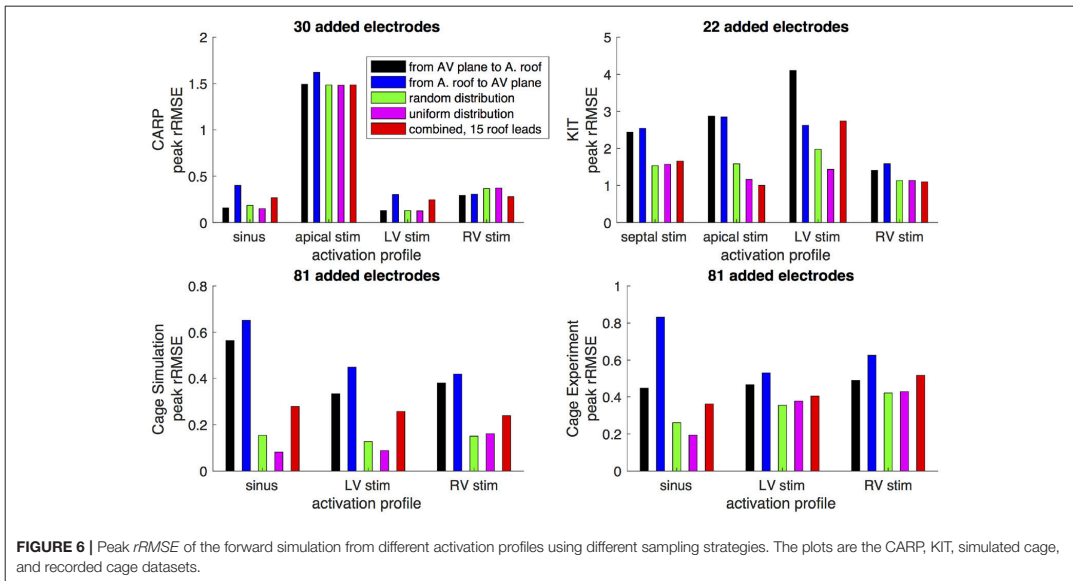 30 added electrodes
CARP
peak rRMSE
2
1.5
1
0.5
0
from AV plane to A. roof
from A. roof to AV plane
random distribution
uniform distribution
combined, 15 roof leads
sinus
apical stim
LV stim
RV stim
activation profile
22 added electrodes
KIT
peak rRMSE
5
4
3
2
1
0
septal stim
apical stim
LV stim
RV stim
activation profile
81 added electrodes
Cage Simulation
peak rRMSE
0.8
0.6
0.4
0.2
0
sinus
LV stim
RV stim
activation profile
81 added electrodes
Cage Experiment
peak rRMSE
1
0.8
0.6
0.4
0.2
0
sinus
LV stim
RV stim
activation profile
FIGURE 6 | Peak rRMSE of the forward simulation from different activation profiles using different sampling strategies. The plots are the CARP, KIT, simulated cage,
and recorded cage datasets.